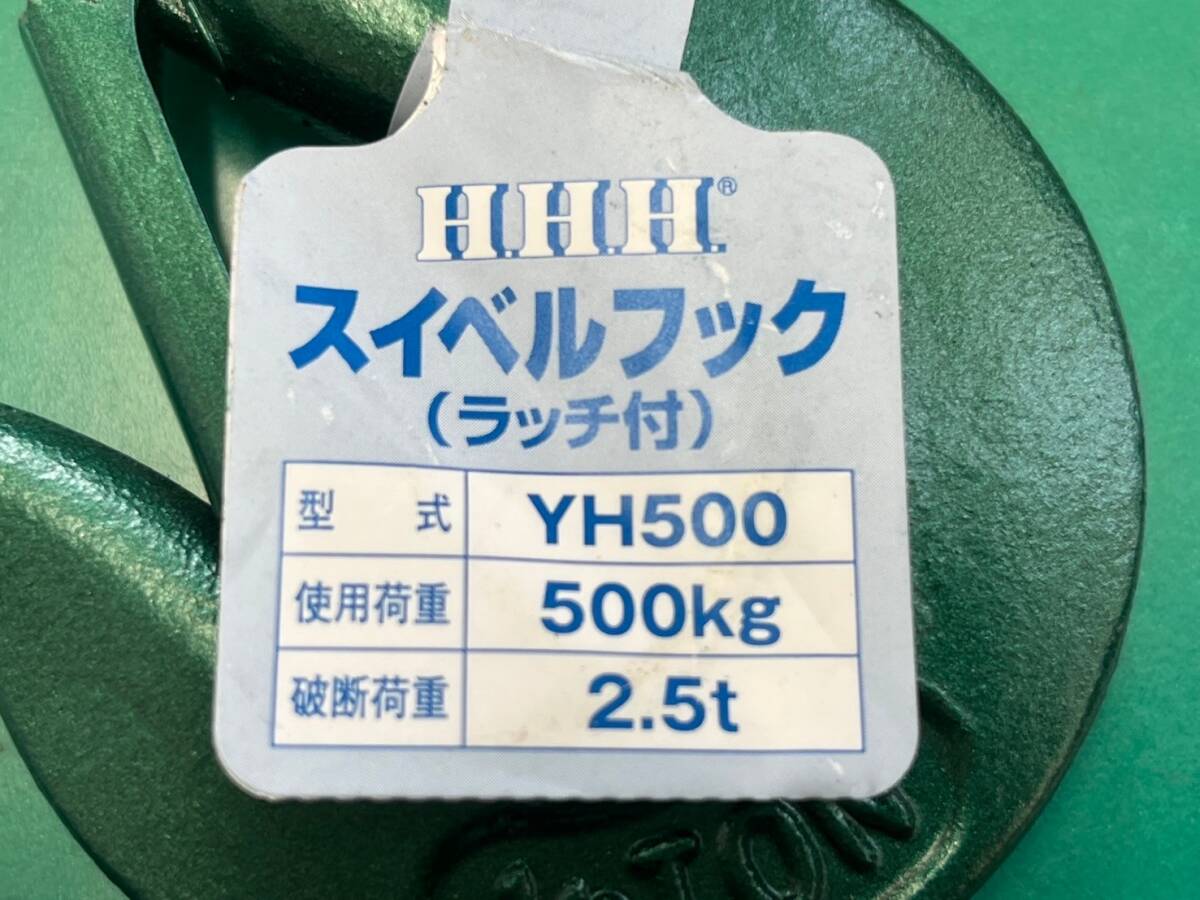 H.H.H.®
スイベルフック
(ラッチ付)
型式 YH500
使用荷重 500kg
破断荷重 2.5t
TON